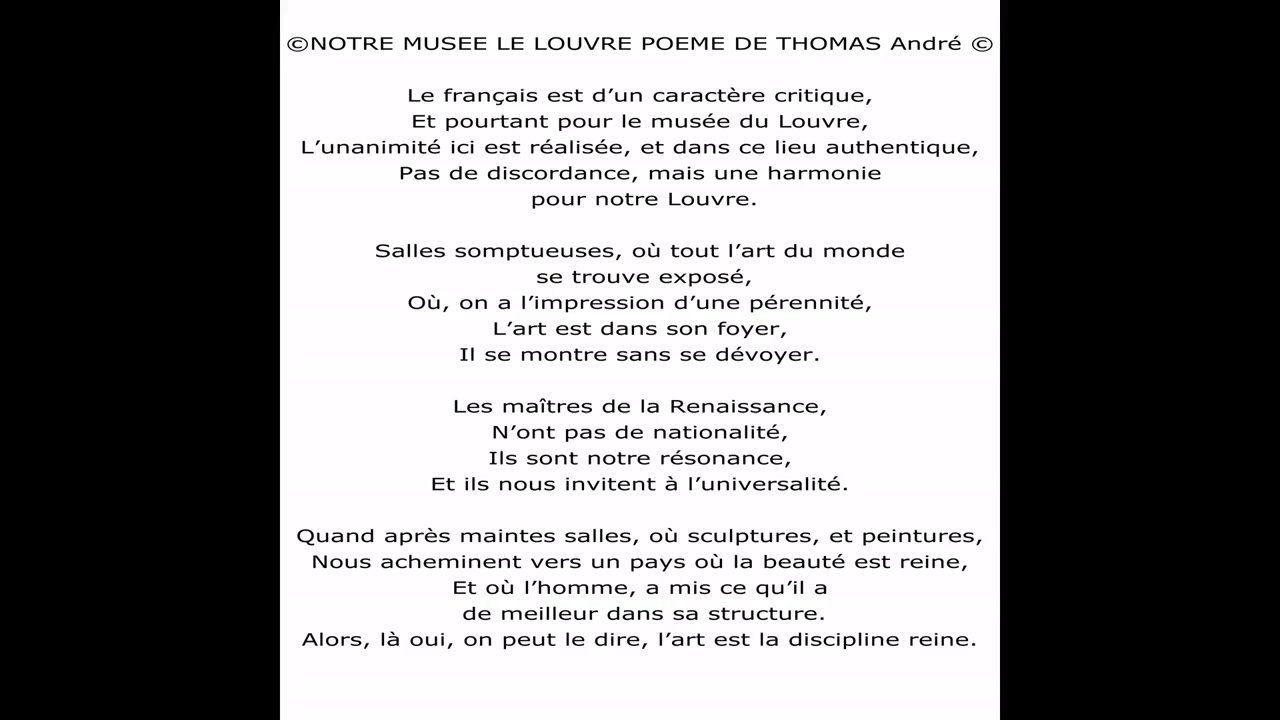 ©NOTRE MUSEE LE LOUVRE POEME DE THOMAS André ©
Le français est d’un caractère critique,
Et pourtant pour le musée du Louvre,
L’unanimité ici est réalisée, et dans ce lieu authentique,
Pas de discordance, mais une harmonie
pour notre Louvre.
Salles somptueuses, où tout l’art du monde
se trouve exposé,
Où, on a l’impression d’une pérennité,
L’art est dans son foyer,
Il se montre sans se dévoyer.
Les maîtres de la Renaissance,
N’ont pas de nationalité,
Ils sont notre résonance,
Et ils nous invitent à l’universalité.
Quand après maintes salles, où sculptures, et peintures,
Nous acheminent vers un pays où la beauté est reine,
Et où l’homme, a mis ce qu’il a
de meilleur dans sa structure.
Alors, là oui, on peut le dire, l’art est la discipline reine.